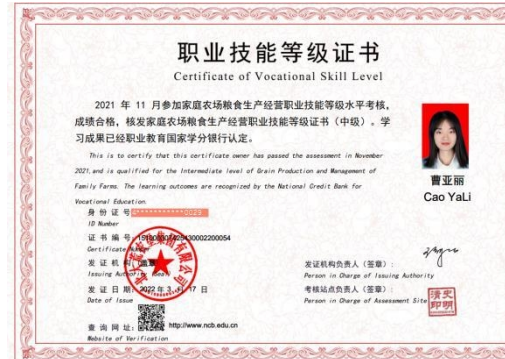 职业技能等级证书
Certificate of Vocational Skill Level
2021 年 11 月参加家庭农场粮食生产经营职业技能等级水平考核，
成绩合格，核发家庭农场粮食生产经营职业技能等级证书（中级）。学
习成果已经职业教育国家学分银行认定。
This is to certify that this certificate owner has passed the assessment in November
2021,and is qualified for the Intermediate level of Grain Production and Management of
Family Farms. The learning outcomes are recognized by the National Credit Bank for
Vocational Education.
曹亚丽
Cao YaLi
身 份 证 号
ID Number
证 书 编 号
Certificate
发 证 机
Issuing Authority
发 证 日 期 2022 年 3 月 17 日
Date of Issue
发证机构负责人（签章）：
Person in Charge of Issuing Authority
考核站点负责人（签章）：
Person in Charge of Assessment Site
查 询 网 址： http://www.ncb.edu.cn
Website of Verification